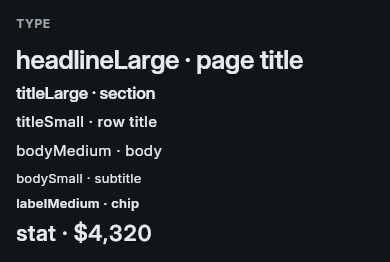 TYPE
headlineLarge · page title
titleLarge · section
titleSmall · row title
bodyMedium · body
bodySmall · subtitle
labelMedium · chip
stat · $4,320